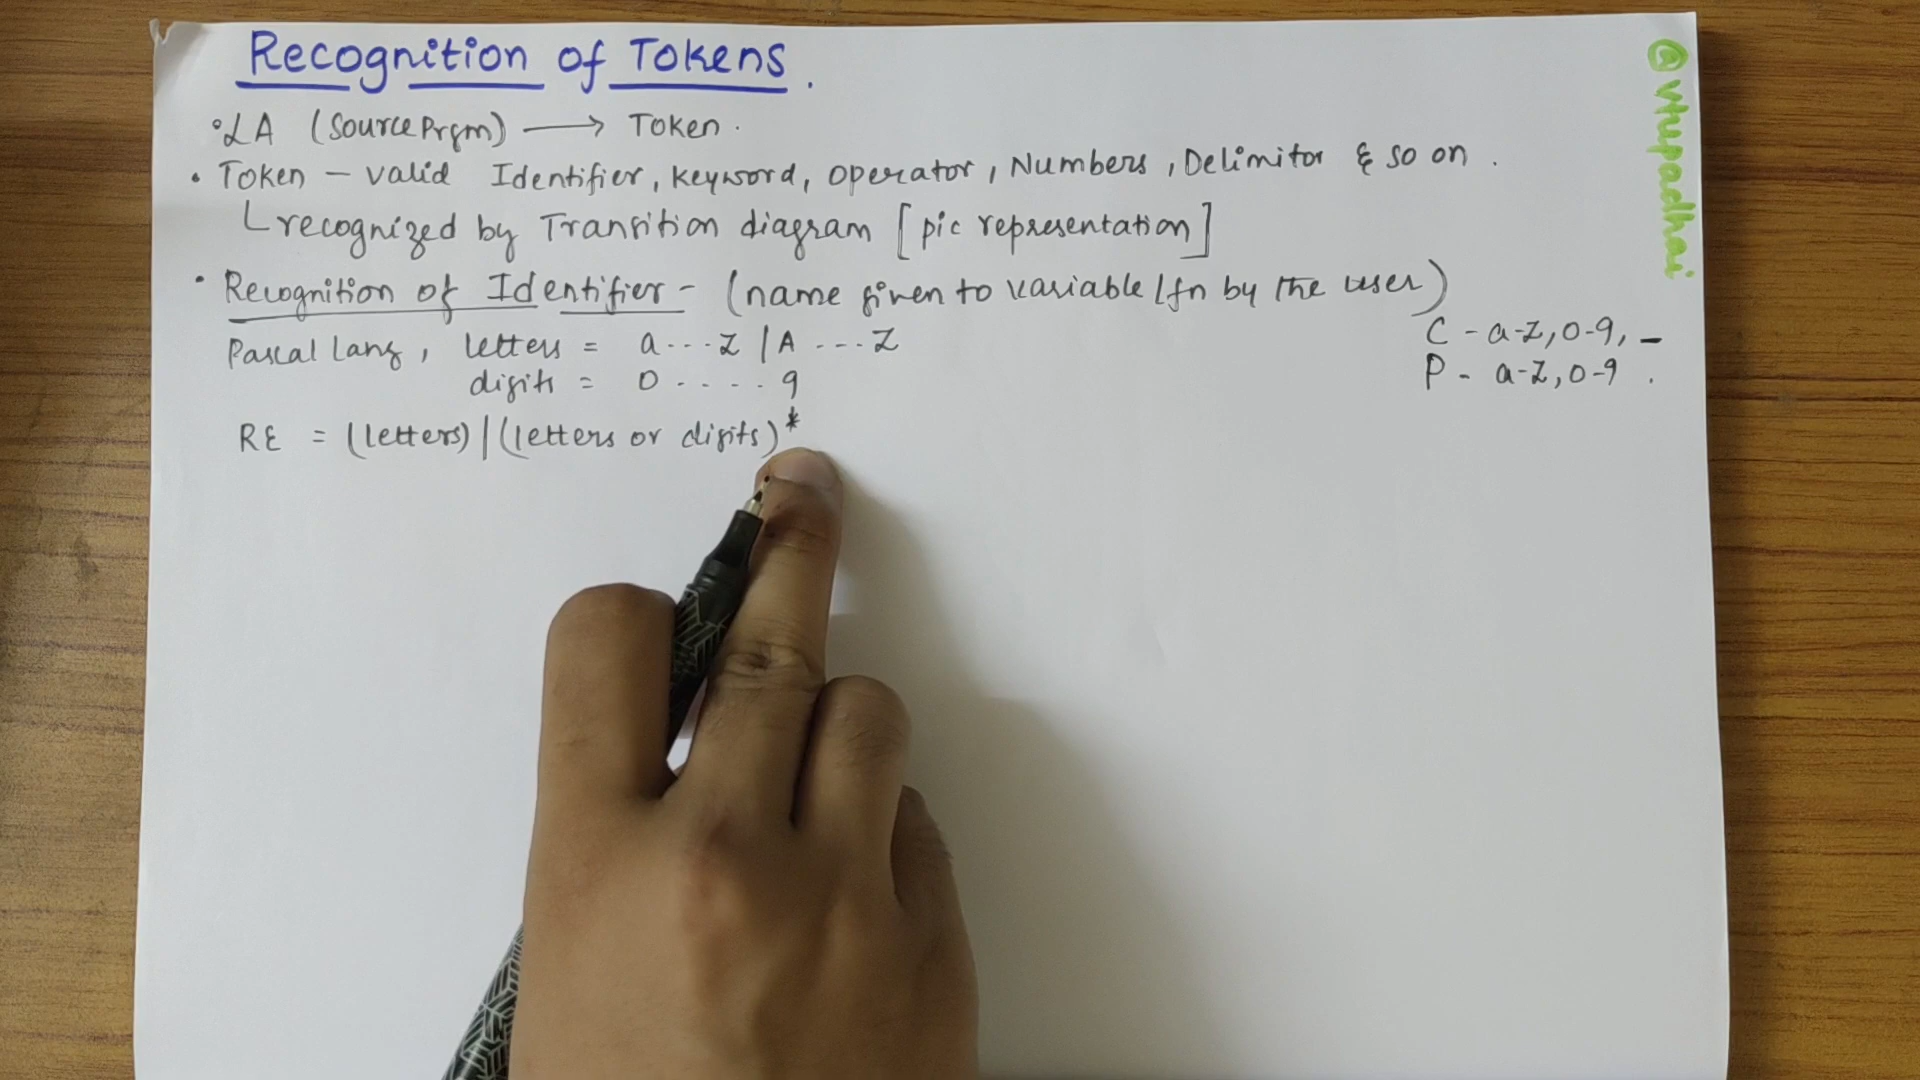 Recognition of Tokens.
• LA (SourcePrgm) ⟶ Token.
• Token – valid Identifier, keyword, operator, Numbers, Delimitor & so on.
└ recognized by Transition diagram [pic representation]
• Recognition of Identifier – (name given to variable/fn by the user)
Pascal lang, letters = a...z | A...Z
digits = 0.....9
RE = (letters)|(letters or digits)*
C - a-z, 0-9, _
P - a-z, 0-9.
@vtupadhai